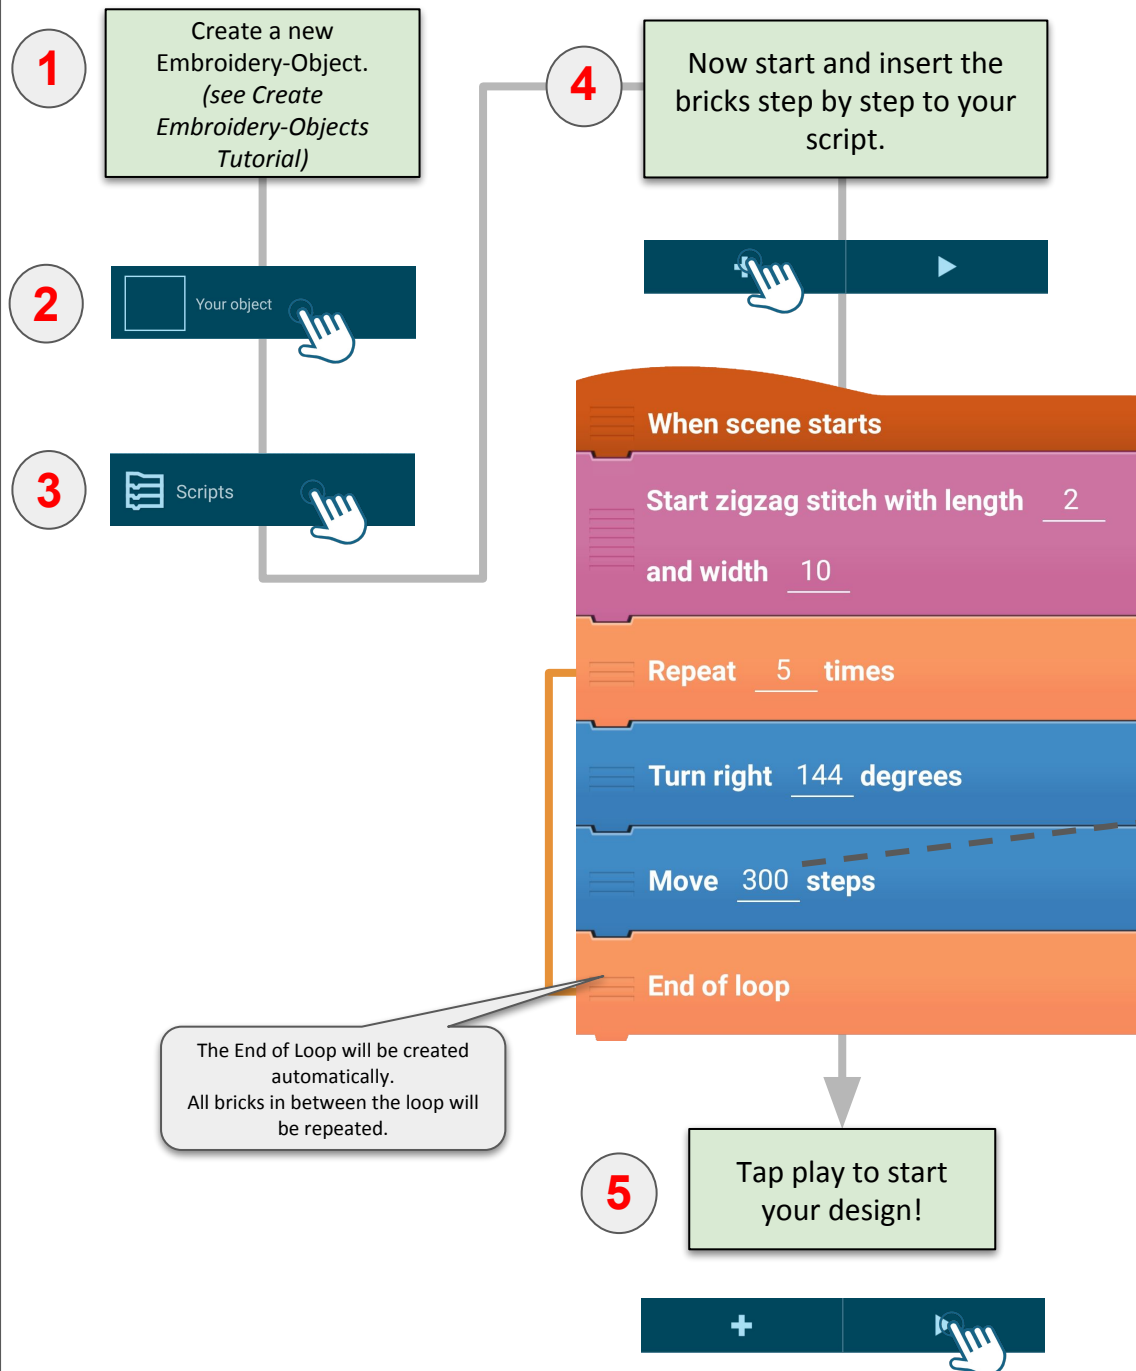 1
Create a new
Embroidery-Object.
(see Create
Embroidery-Objects
Tutorial)
2
Your object
3
Scripts
4
Now start and insert the
bricks step by step to your
script.
When scene starts
Start zigzag stitch with length 2
and width 10
Repeat 5 times
Turn right 144 degrees
Move 300 steps
End of loop
The End of Loop will be created
automatically.
All bricks in between the loop will
be repeated.
5
Tap play to start
your design!